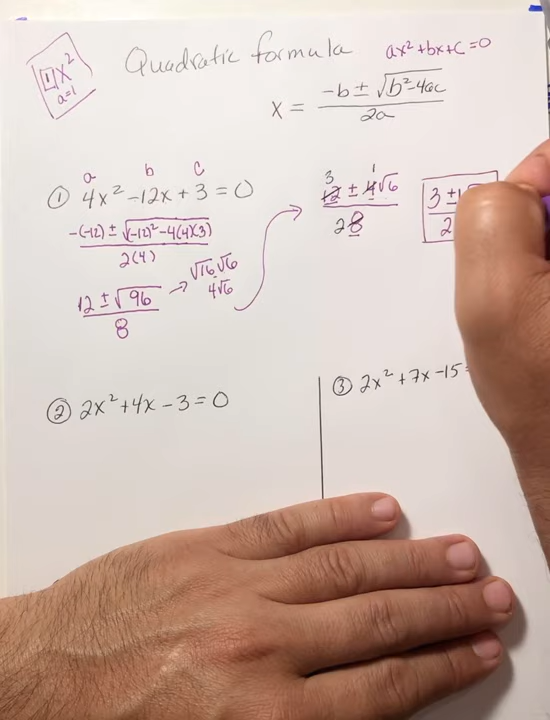 1x²
a=1
Quadratic formula
ax²+bx+c=0
x = (-b ± √(b²-4ac))/2a
a b c
① 4x² -12x + 3 = 0
(-(-12) ± √((-12)²-4(4)(3)))/2(4)
(12 ± √96)/8 →
√16 √6
4√6
3 1
12 ± 4√6
2 8
3 ± 1
2
② 2x²+4x-3=0
③ 2x²+7x-15=